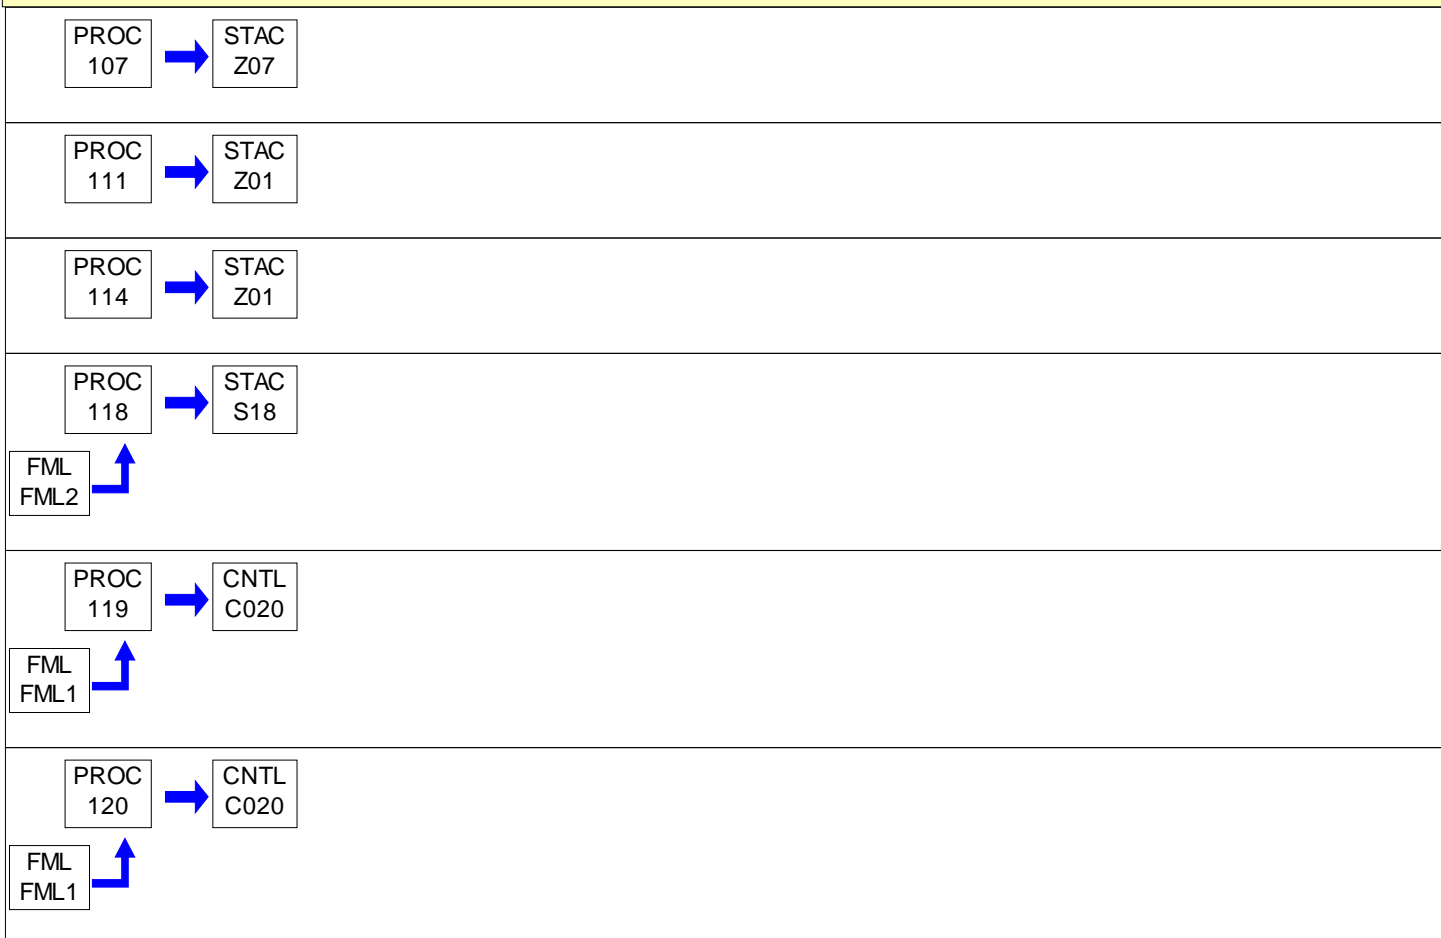 PROC
107
STAC
Z07
PROC
111
STAC
Z01
PROC
114
STAC
Z01
PROC
118
STAC
S18
FML
FML2
PROC
119
CNTL
C020
FML
FML1
PROC
120
CNTL
C020
FML
FML1